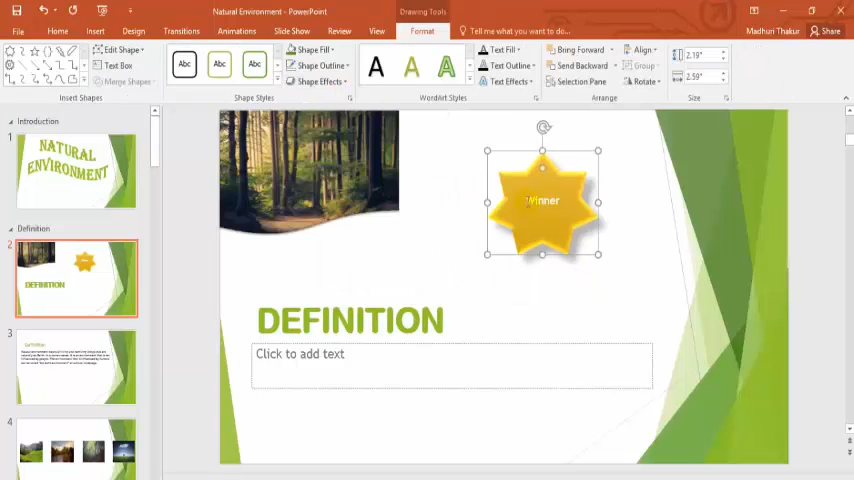 Natural Environment - PowerPoint
Drawing Tools
Madhuri Thakur
Share
File
Home
Insert
Design
Transitions
Animations
Slide Show
Review
View
Format
Tell me what you want to do...
Edit Shape
Text Box
Merge Shapes
Insert Shapes
Abc
Abc
Abc
Shape Fill
Shape Outline
Shape Effects
Shape Styles
A
A
A
Text Fill
Text Outline
Text Effects
WordArt Styles
Bring Forward
Send Backward
Selection Pane
Align
Group
Rotate
Arrange
2.19"
2.59"
Size
Introduction
1
NATURAL
ENVIRONMENT
Definition
2
DEFINITION
3
Definition
4
Winner
DEFINITION
Click to add text